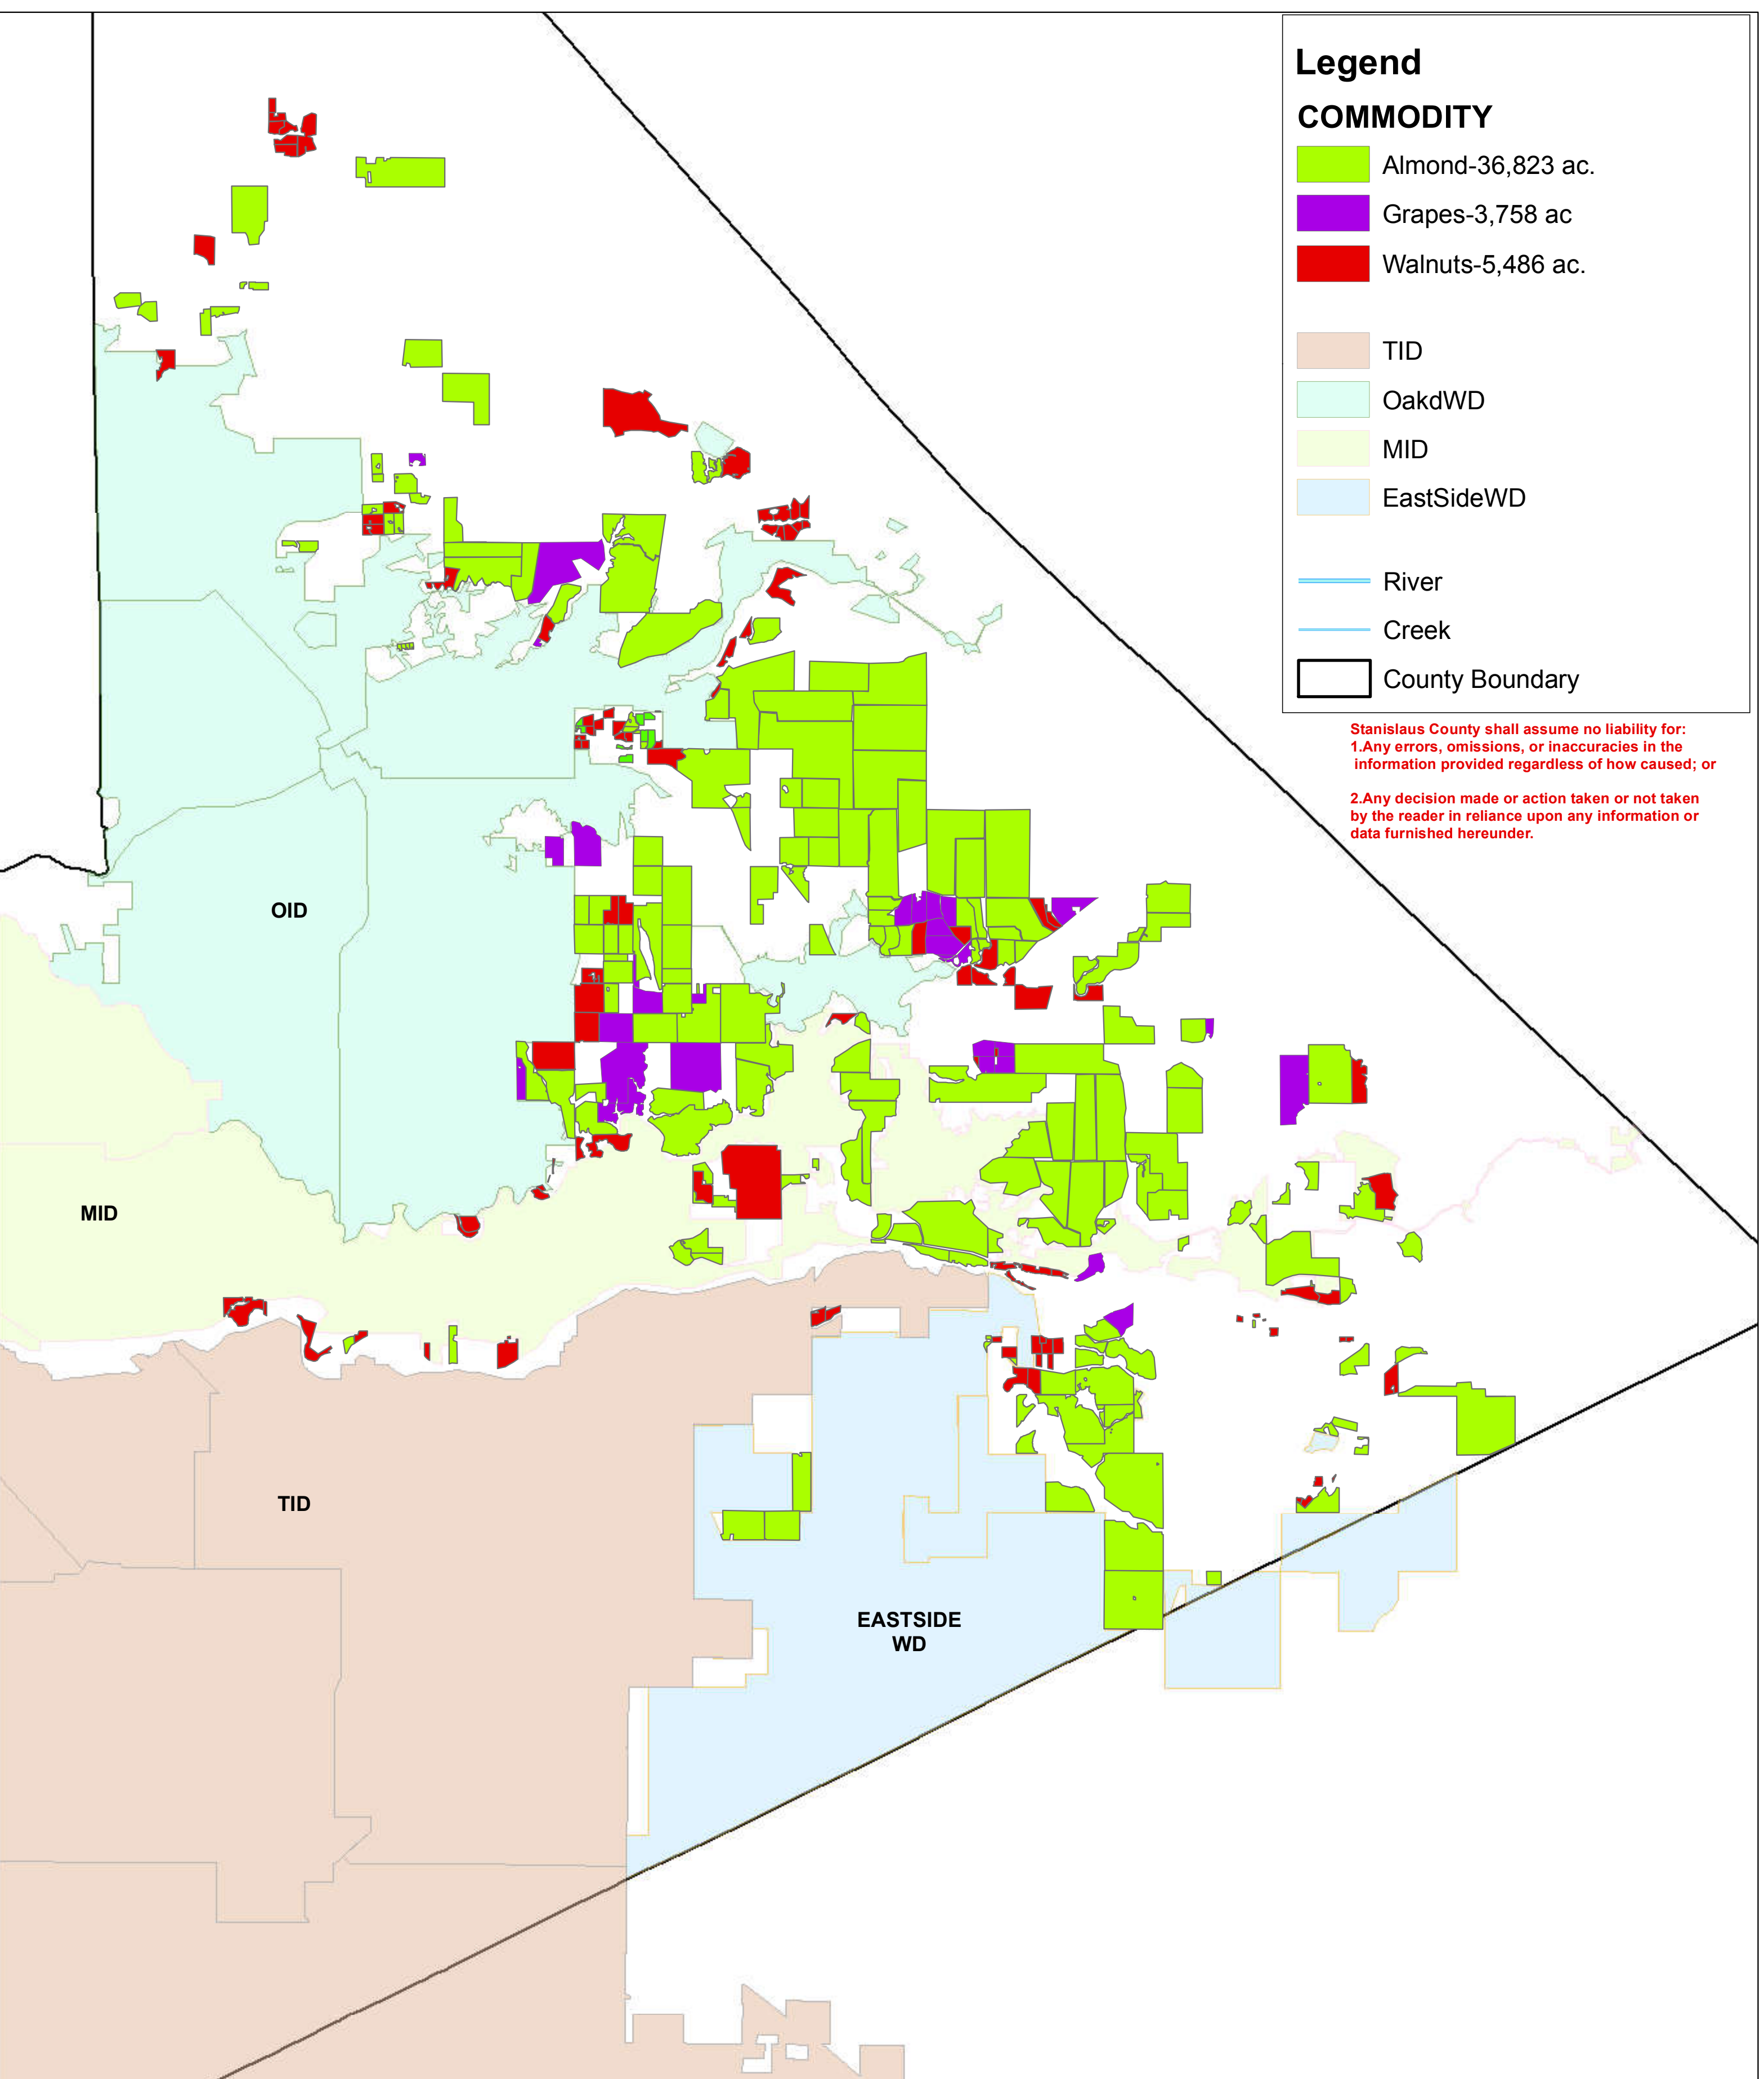 Legend
COMMODITY
Almond-36,823 ac.
Grapes-3,758 ac
Walnuts-5,486 ac.
TID
OakdWD
MID
EastSideWD
River
Creek
County Boundary
Stanislaus County shall assume no liability for:
1.Any errors, omissions, or inaccuracies in the
information provided regardless of how caused; or
2.Any decision made or action taken or not taken
by the reader in reliance upon any information or
data furnished hereunder.
OID
MID
TID
EASTSIDE
WD